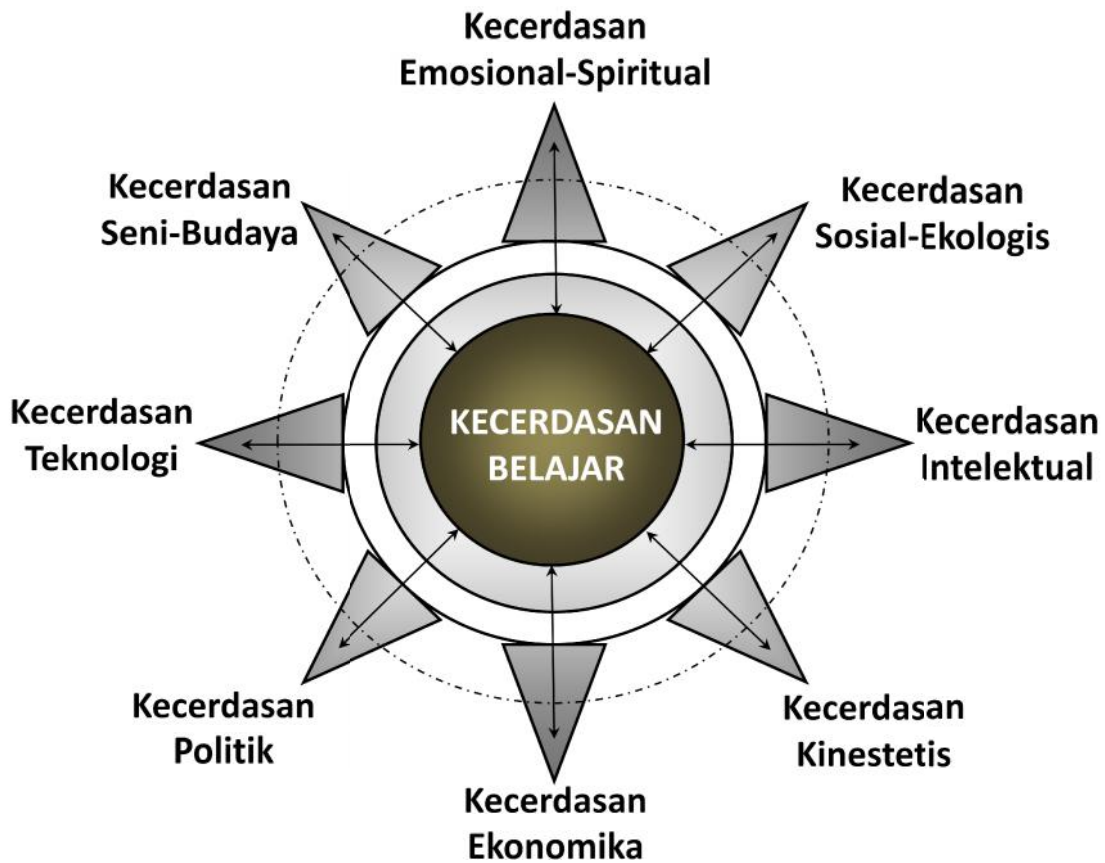 Kecerdasan
Emosional-Spiritual
Kecerdasan
Seni-Budaya
Kecerdasan
Sosial-Ekologis
Kecerdasan
Teknologi
KECERDASAN
BELAJAR
Kecerdasan
Intelektual
Kecerdasan
Politik
Kecerdasan
Kinestetis
Kecerdasan
Ekonomika